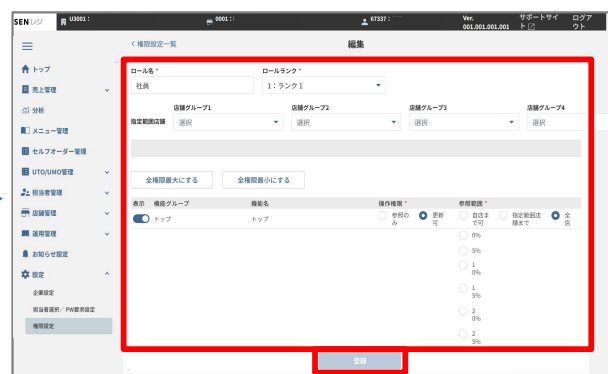 SENレジ U3001: 0001: 67337: Ver. 001.001.001.001 サポートサイト ログアウト
＜権限設定一覧 編集
トップ
売上管理
分析
メニュー管理
セルフオーダー管理
UTO/UMO管理
担当者管理
店舗管理
運用管理
お知らせ設定
設定
企業設定
担当者選択／PW要求設定
権限設定
ロール名 * ロールランク *
社員 1：ランク1
店舗グループ1 店舗グループ2 店舗グループ3 店舗グループ4
指定範囲店舗 選択 選択 選択 選択
全権限最大にする 全権限最小にする
表示 機能グループ 機能名 操作権限 * 参照範囲 *
トップ トップ 参照のみ 更新可 自店まで可 指定範囲店舗まで 全店
0%
5%
1
0%
1
5%
2
0%
2
5%
登録